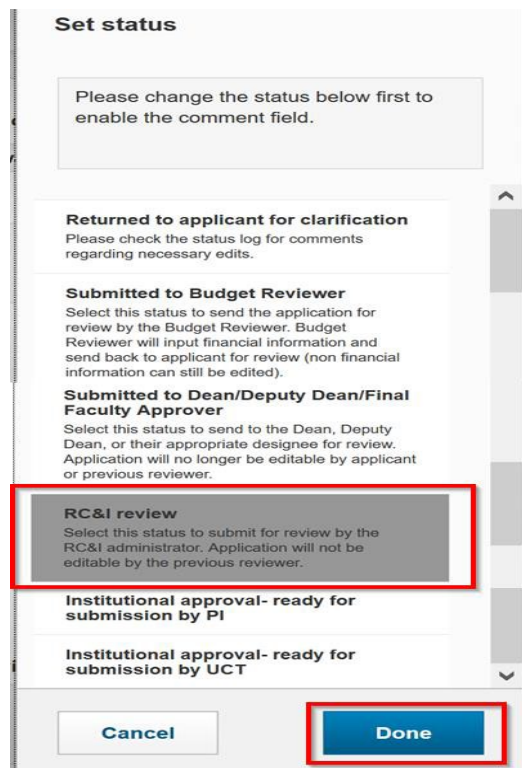 Set status
Please change the status below first to
enable the comment field.
Returned to applicant for clarification
Please check the status log for comments
regarding necessary edits.
Submitted to Budget Reviewer
Select this status to send the application for
review by the Budget Reviewer. Budget
Reviewer will input financial information and
send back to applicant for review (non financial
information can still be edited).
Submitted to Dean/Deputy Dean/Final
Faculty Approver
Select this status to send to the Dean, Deputy
Dean, or their appropriate designee for review.
Application will no longer be editable by applicant
or previous reviewer.
RC&I review
Select this status to submit for review by the
RC&I administrator. Application will not be
editable by the previous reviewer.
Institutional approval- ready for
submission by PI
Institutional approval- ready for
submission by UCT
Cancel
Done